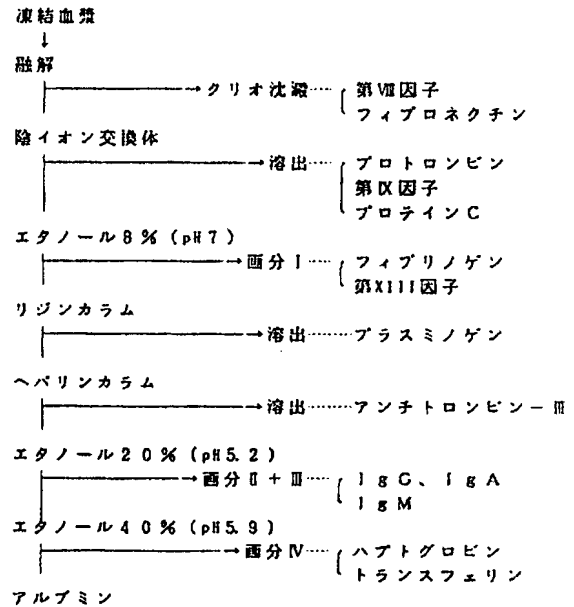 凍結血漿
↓
融解
クリオ沈澱 …… 第Ⅷ因子
フィブロネクチン
陰イオン交換体
溶出 …… プロトロンビン
第Ⅸ因子
プロテインC
エタノール8%(pH7)
画分Ⅰ …… フィブリノゲン
第XIII因子
リジンカラム
溶出 …… プラスミノゲン
ヘパリンカラム
溶出 …… アンチトロンビン-Ⅲ
エタノール20%(pH5.2)
画分Ⅱ+Ⅲ …… IgG、IgA
IgM
エタノール40%(pH5.9)
画分Ⅳ …… ハプトグロビン
トランスフェリン
アルブミン